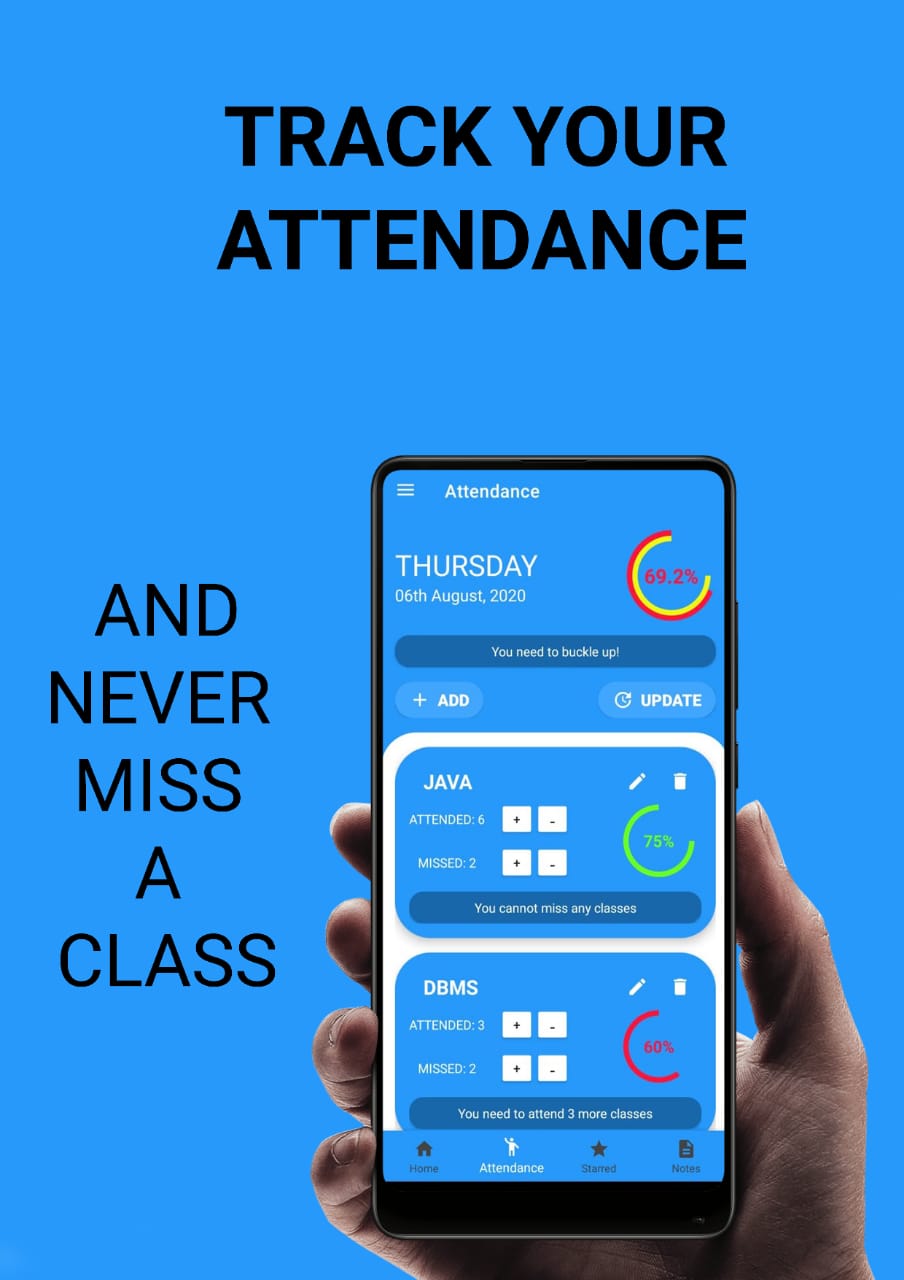 TRACK YOUR
ATTENDANCE
AND
NEVER
MISS
A
CLASS
Attendance
THURSDAY
06th August, 2020
69.2%
You need to buckle up!
+ ADD
UPDATE
JAVA
ATTENDED: 6 + -
75%
MISSED: 2 + -
You cannot miss any classes
DBMS
ATTENDED: 3 + -
60%
MISSED: 2 + -
You need to attend 3 more classes
Home Attendance Starred Notes